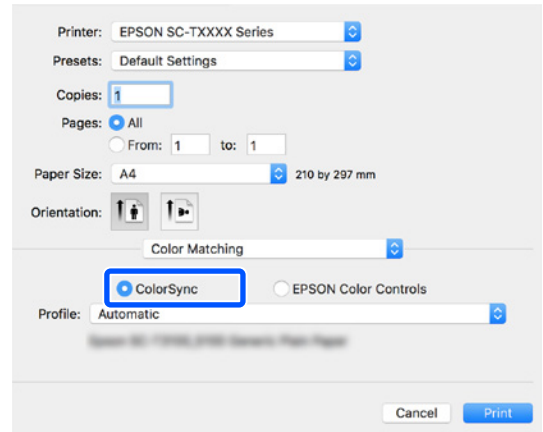 Printer: EPSON SC-TXXXX Series
Presets: Default Settings
Copies: 1
Pages: All
From: 1 to: 1
Paper Size: A4 210 by 297 mm
Orientation:
Color Matching
ColorSync EPSON Color Controls
Profile: Automatic
Cancel Print